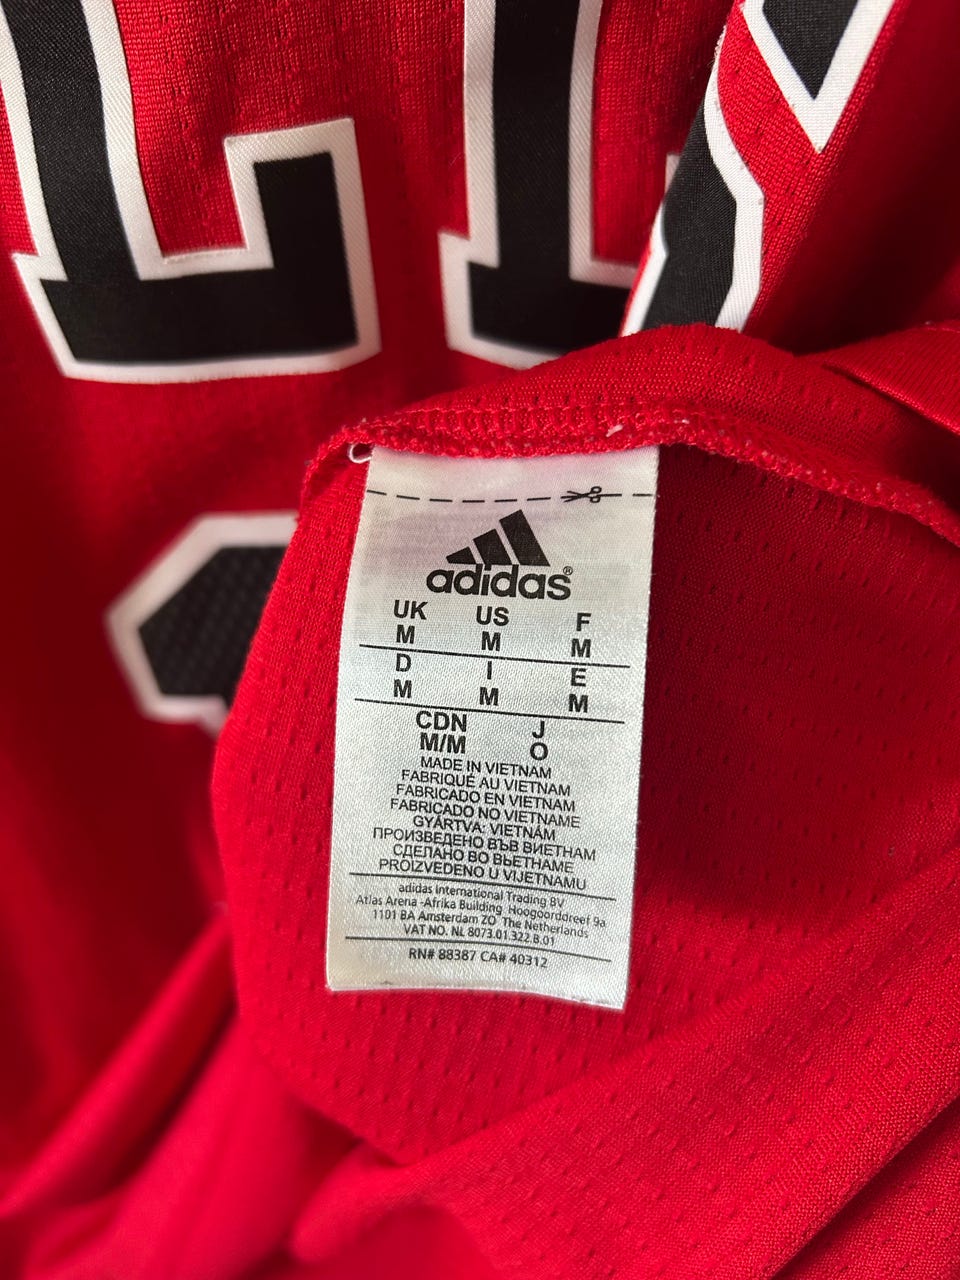 LL
adidas®
UK US F
M M M
D I E
M M M
CDN J
M/M O
MADE IN VIETNAM
FABRIQUÉ AU VIETNAM
FABRICADO EN VIETNAM
FABRICADO NO VIETNAME
GYÁRTVA: VIETNÁM
ПРОИЗВЕДЕНО ВЪВ ВИЕТНАМ
СДЕЛАНО ВО ВЬЕТНАМЕ
PROIZVEDENO U VIJETNAMU
adidas International Trading BV
Atlas Arena -Afrika Building Hoogoorddreef 9a
1101 BA Amsterdam ZO The Netherlands
VAT NO. NL 8073.01.322.B.01
RN# 88387 CA# 40312